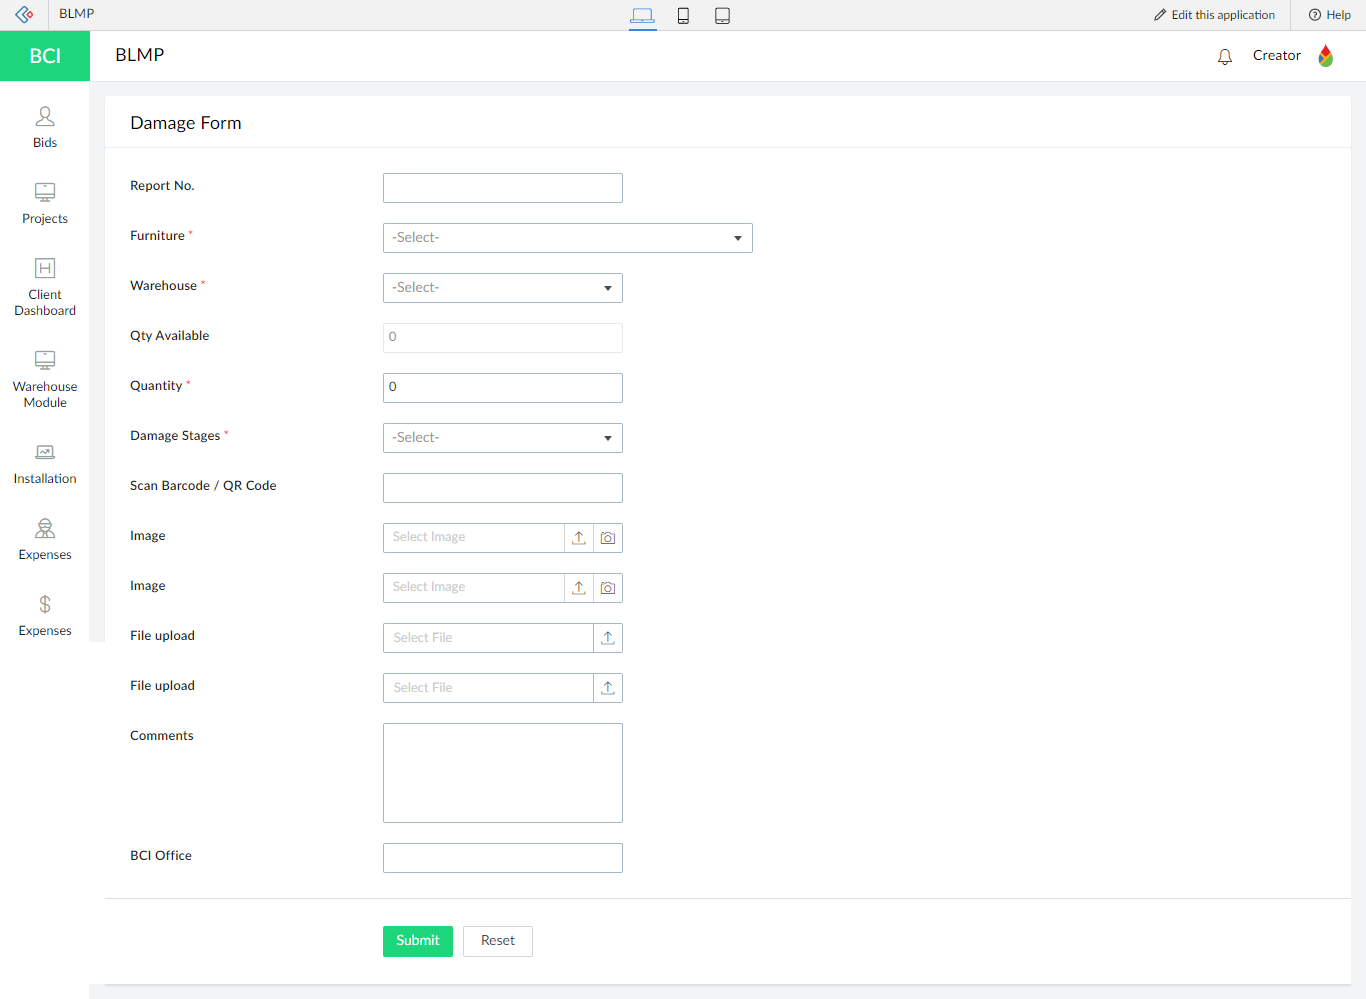 BLMP
Edit this application
Help
BCI
BLMP
Creator
Bids
Projects
Client
Dashboard
Warehouse
Module
Installation
Expenses
Expenses
Damage Form
Report No.
Furniture * -Select-
Warehouse * -Select-
Qty Available 0
Quantity * 0
Damage Stages * -Select-
Scan Barcode / QR Code
Image Select Image
Image Select Image
File upload Select File
File upload Select File
Comments
BCI Office
Submit Reset